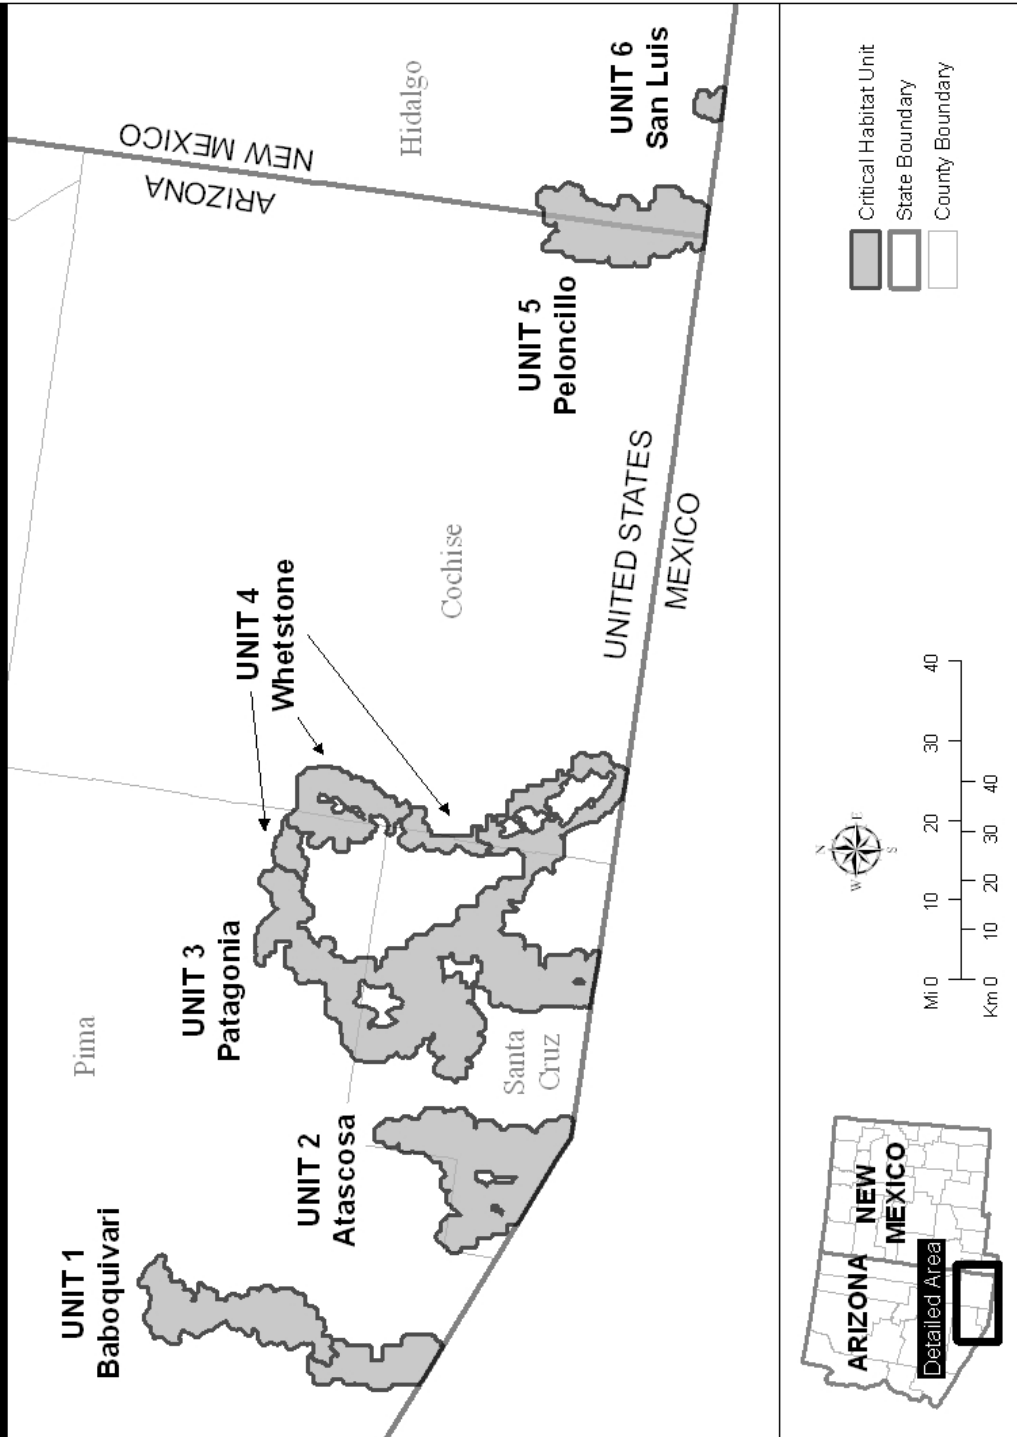 UNIT 1
Baboquivari
Pima
UNIT 2
Atascosa
UNIT 3
Patagonia
Santa
Cruz
UNIT 4
Whetstone
Cochise
UNIT 5
Peloncillo
UNIT 6
San Luis
Hidalgo
NEW MEXICO
ARIZONA
UNITED STATES
MEXICO
ARIZONA
NEW
MEXICO
Detailed Area
N
E
S
W
Mi 0 10 20 30 40
Km 0 10 20 30 40
Critical Habitat Unit
State Boundary
County Boundary